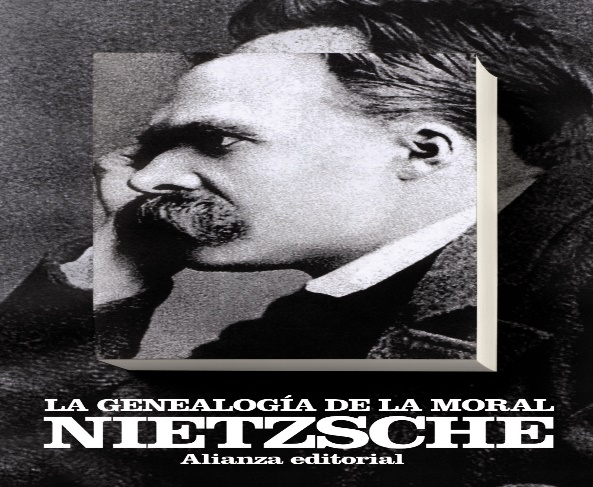 LA GENEALOGÍA DE LA MORAL
NIETZSCHE
Alianza editorial